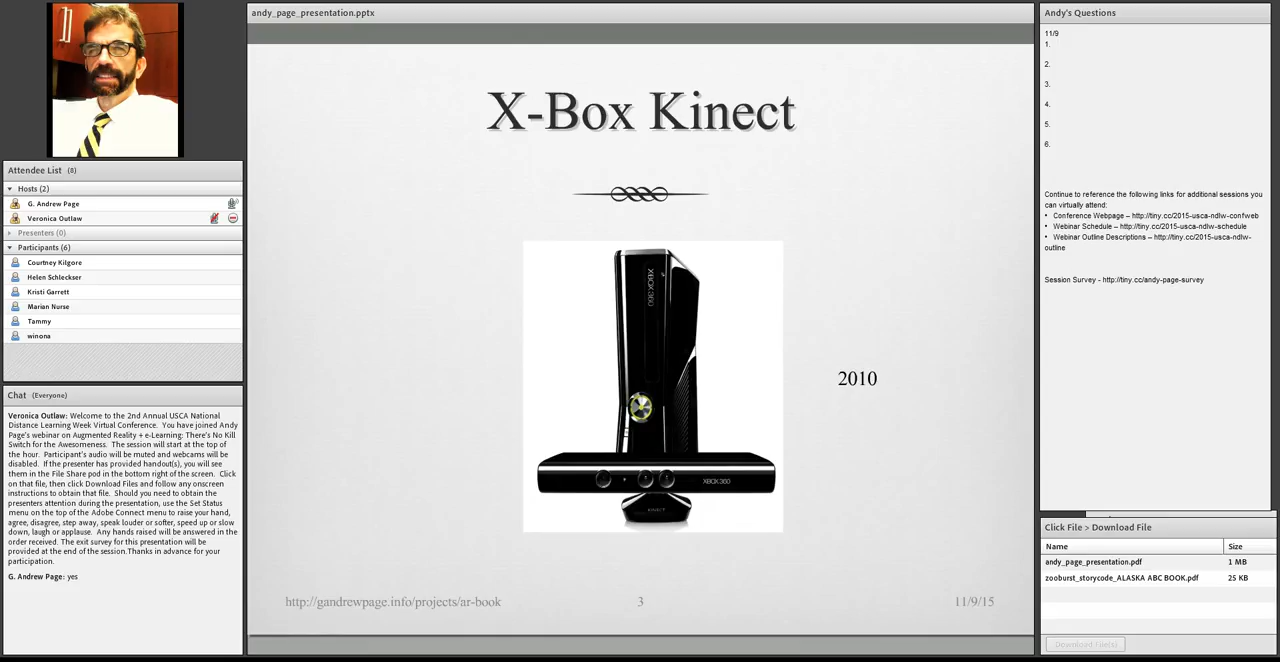 andy_page_presentation.pptx
Andy's Questions
Attendee List (8)
Hosts (2)
G. Andrew Page
Veronica Outlaw
Presenters (0)
Participants (6)
Courtney Kilgore
Helen Schleckser
Kristi Garrett
Marian Nurse
Tammy
winona
Chat (Everyone)
Veronica Outlaw: Welcome to the 2nd Annual USCA National
Distance Learning Week Virtual Conference. You have joined Andy
Page's webinar on Augmented Reality + e-Learning: There's No Kill
Switch for the Awesomeness. The session will start at the top of
the hour. Participant's audio will be muted and webcams will be
disabled. If the presenter has provided handout(s), you will see
them in the File Share pod in the bottom right of the screen. Click
on that file, then click Download Files and follow any onscreen
instructions to obtain that file. Should you need to obtain the
presenters attention during the presentation, use the Set Status
menu on the top of the Adobe Connect menu to raise your hand,
agree, disagree, step away, speak louder or softer, speed up or slow
down, laugh or applause. Any hands raised will be answered in the
order received. The exit survey for this presentation will be
provided at the end of the session.Thanks in advance for your
participation.
G. Andrew Page: yes
X-Box Kinect
XBOX 360
XBOX 360
KINECT
2010
http://gandrewpage.info/projects/ar-book
3
11/9/15
11/9
1.
2.
3.
4.
5.
6.
Continue to reference the following links for additional sessions you
can virtually attend:
• Conference Webpage – http://tiny.cc/2015-usca-ndlw-confweb
• Webinar Schedule – http://tiny.cc/2015-usca-ndlw-schedule
• Webinar Outline Descriptions – http://tiny.cc/2015-usca-ndlw-
outline
Session Survey - http://tiny.cc/andy-page-survey
Click File > Download File
Name Size
andy_page_presentation.pdf 1 MB
zooburst_storycode_ALASKA ABC BOOK.pdf 25 KB
Download File(s)